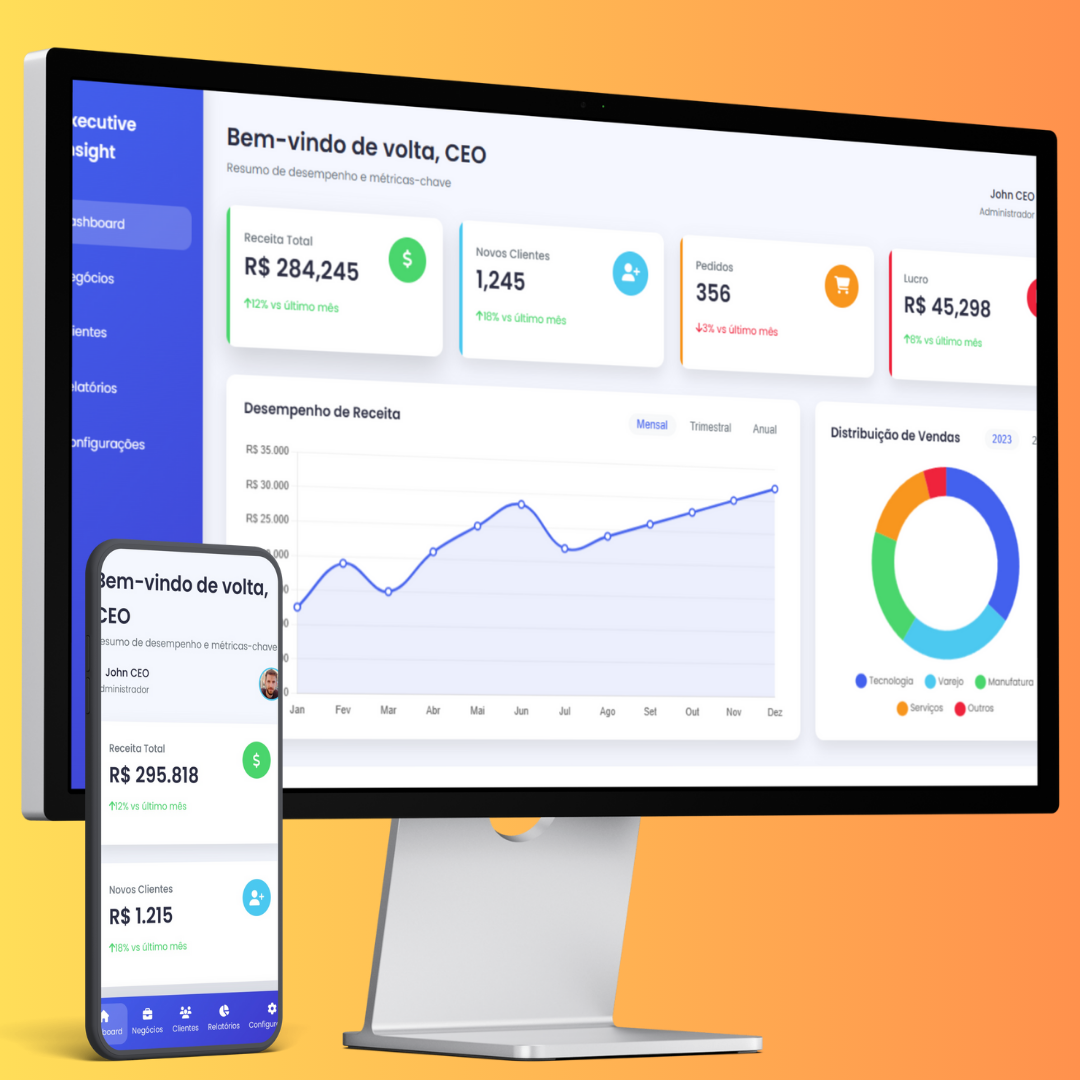 xecutive
nsight
ashboard
egócios
ientes
elatórios
onfigurações
Bem-vindo de volta, CEO
Resumo de desempenho e métricas-chave
John CEO
Administrador
Receita Total
R$ 284,245
↑12% vs último mês
$
Novos Clientes
1,245
↑18% vs último mês
Pedidos
356
↓3% vs último mês
Lucro
R$ 45,298
↑8% vs último mês
Desempenho de Receita
Mensal Trimestral Anual
R$ 35.000
R$ 30.000
R$ 25.000
0.000
0
0
0
0
Jan Fev Mar Abr Mai Jun Jul Ago Set Out Nov Dez
Distribuição de Vendas
2023 2
Tecnologia Varejo Manufatura
Serviços Outros
Bem-vindo de volta,
CEO
esumo de desempenho e métricas-chave
John CEO
dministrador
Receita Total
R$ 295.818
↑12% vs último mês
$
Novos Clientes
R$ 1.215
↑18% vs último mês
board Negócios Clientes Relatórios Configura